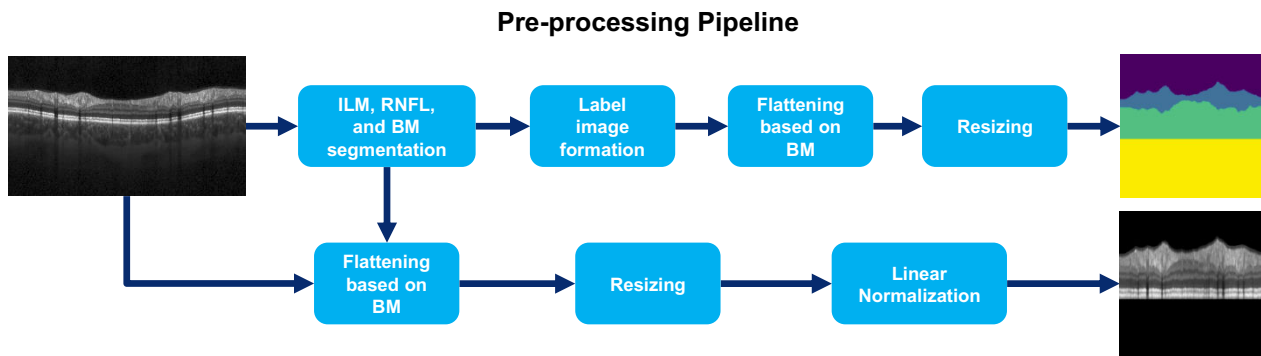 Pre-processing Pipeline
ILM, RNFL,
and BM
segmentation
Label
image
formation
Flattening
based on
BM
Resizing
Flattening
based on
BM
Resizing
Linear
Normalization